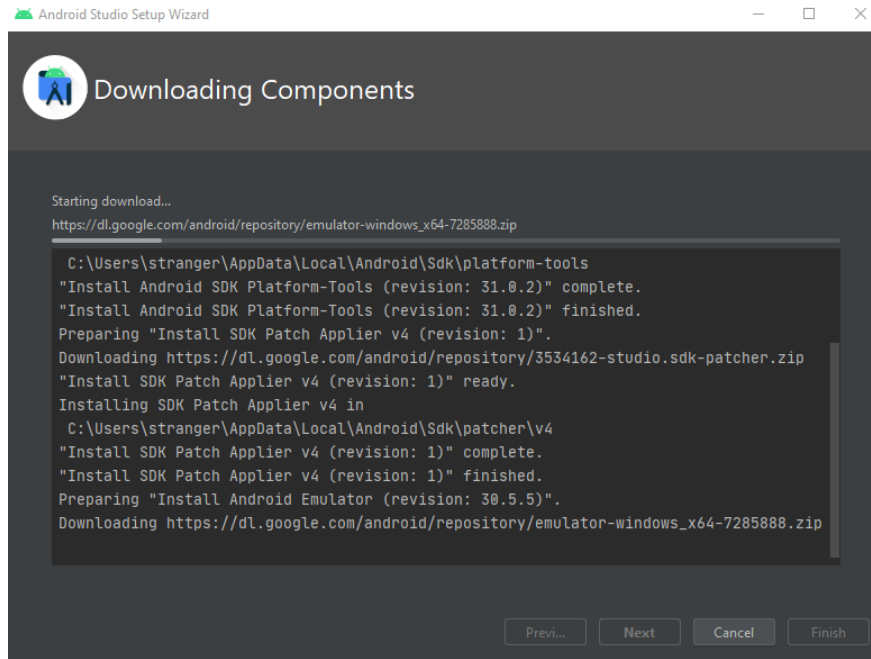 Android Studio Setup Wizard
Downloading Components
Starting download...
https://dl.google.com/android/repository/emulator-windows_x64-7285888.zip
C:\Users\stranger\AppData\Local\Android\Sdk\platform-tools
"Install Android SDK Platform-Tools (revision: 31.0.2)" complete.
"Install Android SDK Platform-Tools (revision: 31.0.2)" finished.
Preparing "Install SDK Patch Applier v4 (revision: 1)".
Downloading https://dl.google.com/android/repository/3534162-studio.sdk-patcher.zip
"Install SDK Patch Applier v4 (revision: 1)" ready.
Installing SDK Patch Applier v4 in
C:\Users\stranger\AppData\Local\Android\Sdk\patcher\v4
"Install SDK Patch Applier v4 (revision: 1)" complete.
"Install SDK Patch Applier v4 (revision: 1)" finished.
Preparing "Install Android Emulator (revision: 30.5.5)".
Downloading https://dl.google.com/android/repository/emulator-windows_x64-7285888.zip
Previ... Next Cancel Finish